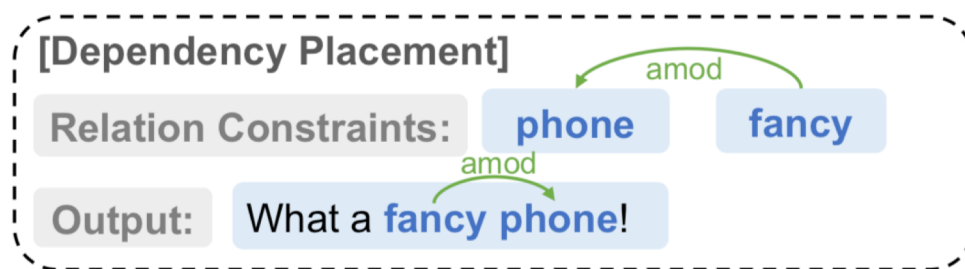 [Dependency Placement]
amod
Relation Constraints: phone fancy
amod
Output: What a fancy phone!